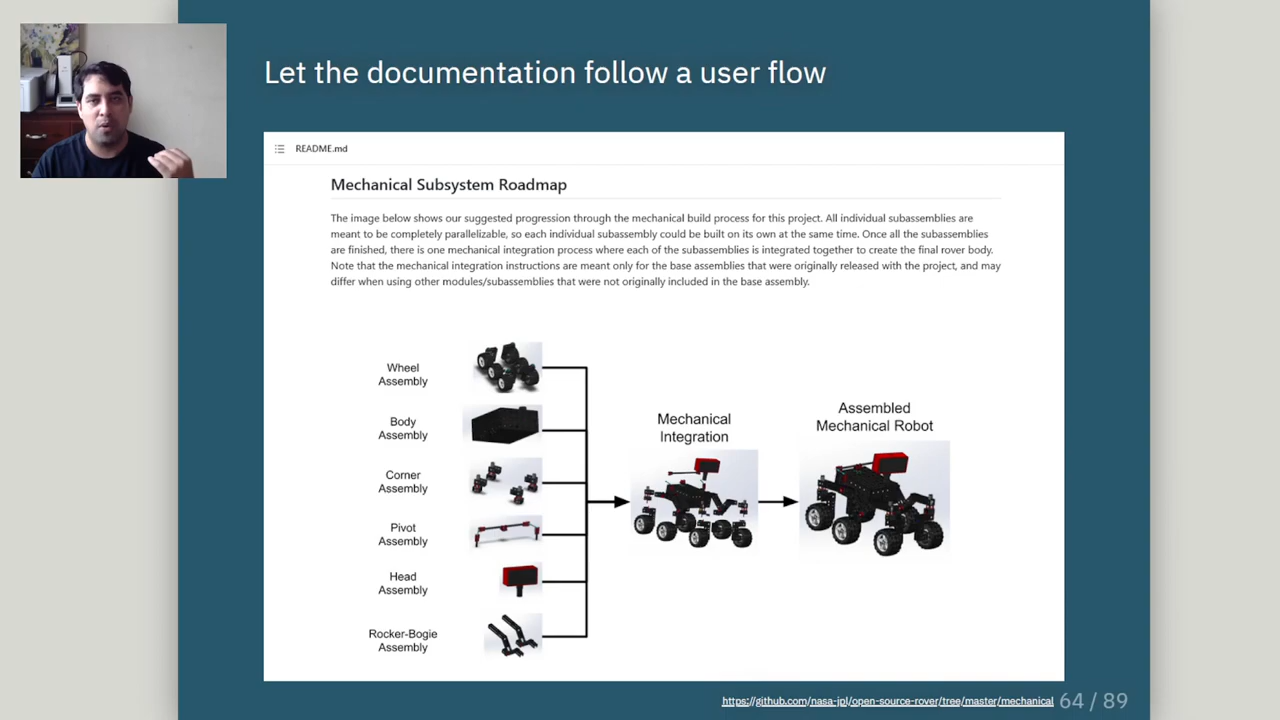 Let the documentation follow a user flow
README.md
Mechanical Subsystem Roadmap
The image below shows our suggested progression through the mechanical build process for this project. All individual subassemblies are
meant to be completely parallelizable, so each individual subassembly could be built on its own at the same time. Once all the subassemblies
are finished, there is one mechanical integration process where each of the subassemblies is integrated together to create the final rover body.
Note that the mechanical integration instructions are meant only for the base assemblies that were originally released with the project, and may
differ when using other modules/subassemblies that were not originally included in the base assembly.
Wheel
Assembly
Body
Assembly
Corner
Assembly
Pivot
Assembly
Head
Assembly
Rocker-Bogie
Assembly
Mechanical
Integration
Assembled
Mechanical Robot
https://github.com/nasa-jpl/open-source-rover/tree/master/mechanical
64 / 89